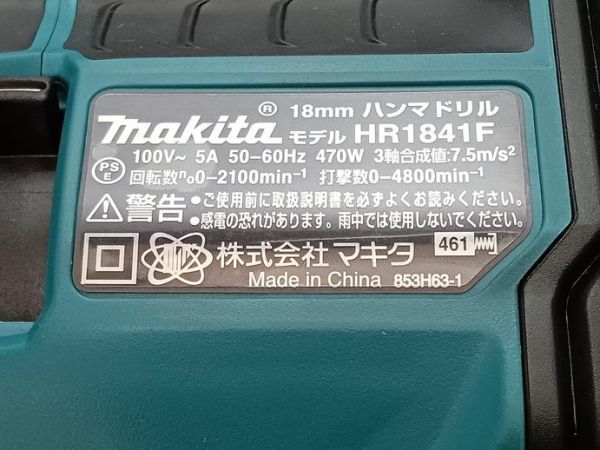 makita® 18mm ハンマドリル
モデル HR1841F
100V~ 5A 50-60Hz 470W 3軸合成値:7.5m/s²
PSE 回転数 n₀0-2100min⁻¹ 打撃数0-4800min⁻¹
警告 ●ご使用前に取扱説明書を必ずよくお読みください。
●感電の恐れがあります。雨中では使用しないでください。
株式会社 マキタ 461
Made in China 853H63-1